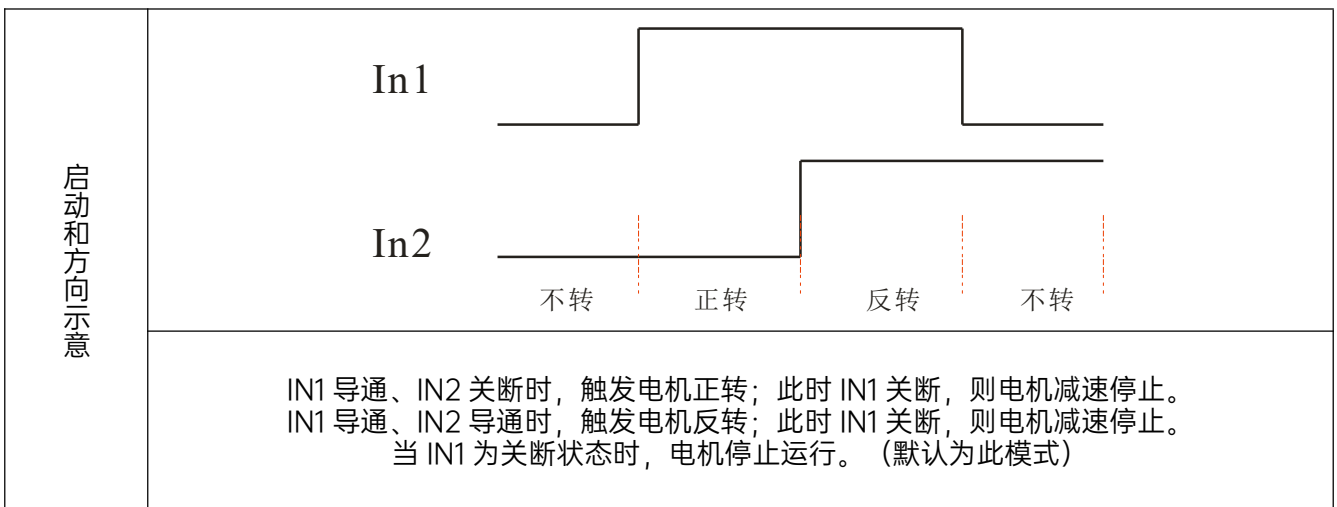 启动和方向示意
In1
In2
不转 正转 反转 不转
IN1 导通、IN2 关断时，触发电机正转；此时 IN1 关断，则电机减速停止。
IN1 导通、IN2 导通时，触发电机反转；此时 IN1 关断，则电机减速停止。
当 IN1 为关断状态时，电机停止运行。（默认为此模式）